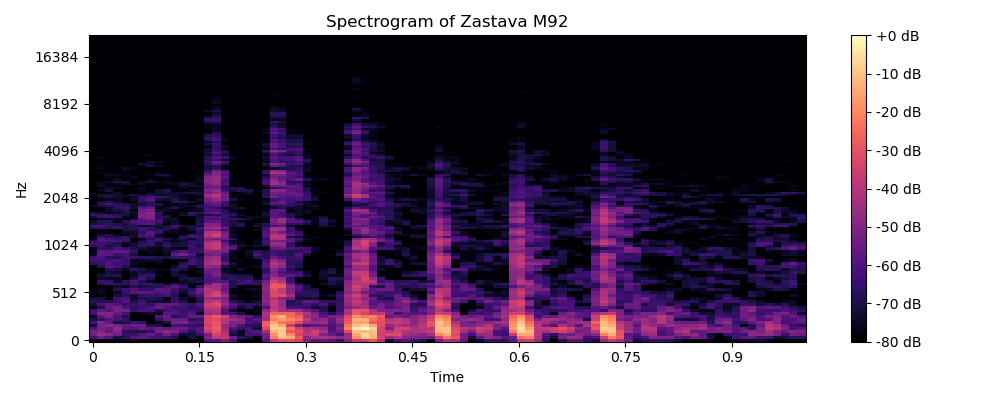 Spectrogram of Zastava M92
16384
8192
4096
2048
1024
512
0
Hz
0 0.15 0.3 0.45 0.6 0.75 0.9
Time
+0 dB
-10 dB
-20 dB
-30 dB
-40 dB
-50 dB
-60 dB
-70 dB
-80 dB